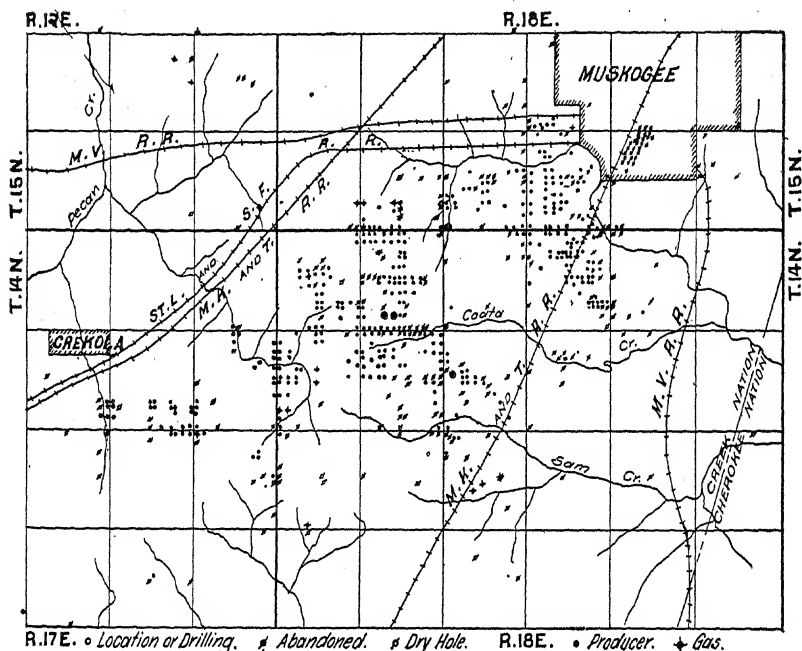 R.17E. R.18E.
MUSKOGEE
Cr.
M.V. R.R. R. R.
T.15N. T.15N.
Pecan
S. F.
R.R.
T.14N. T.14N.
AND AND T.
ST.L. M.K.
Coata
Cr.
R.R.
CREKOLA
M.V. R.R.
AND T.
CREEK NATION
CHEROKEE NATION
Sam
Cr.
M.K.
R.17E. Location or Drilling. Abandoned. Dry Hole. R.18E. Producer. Gas.